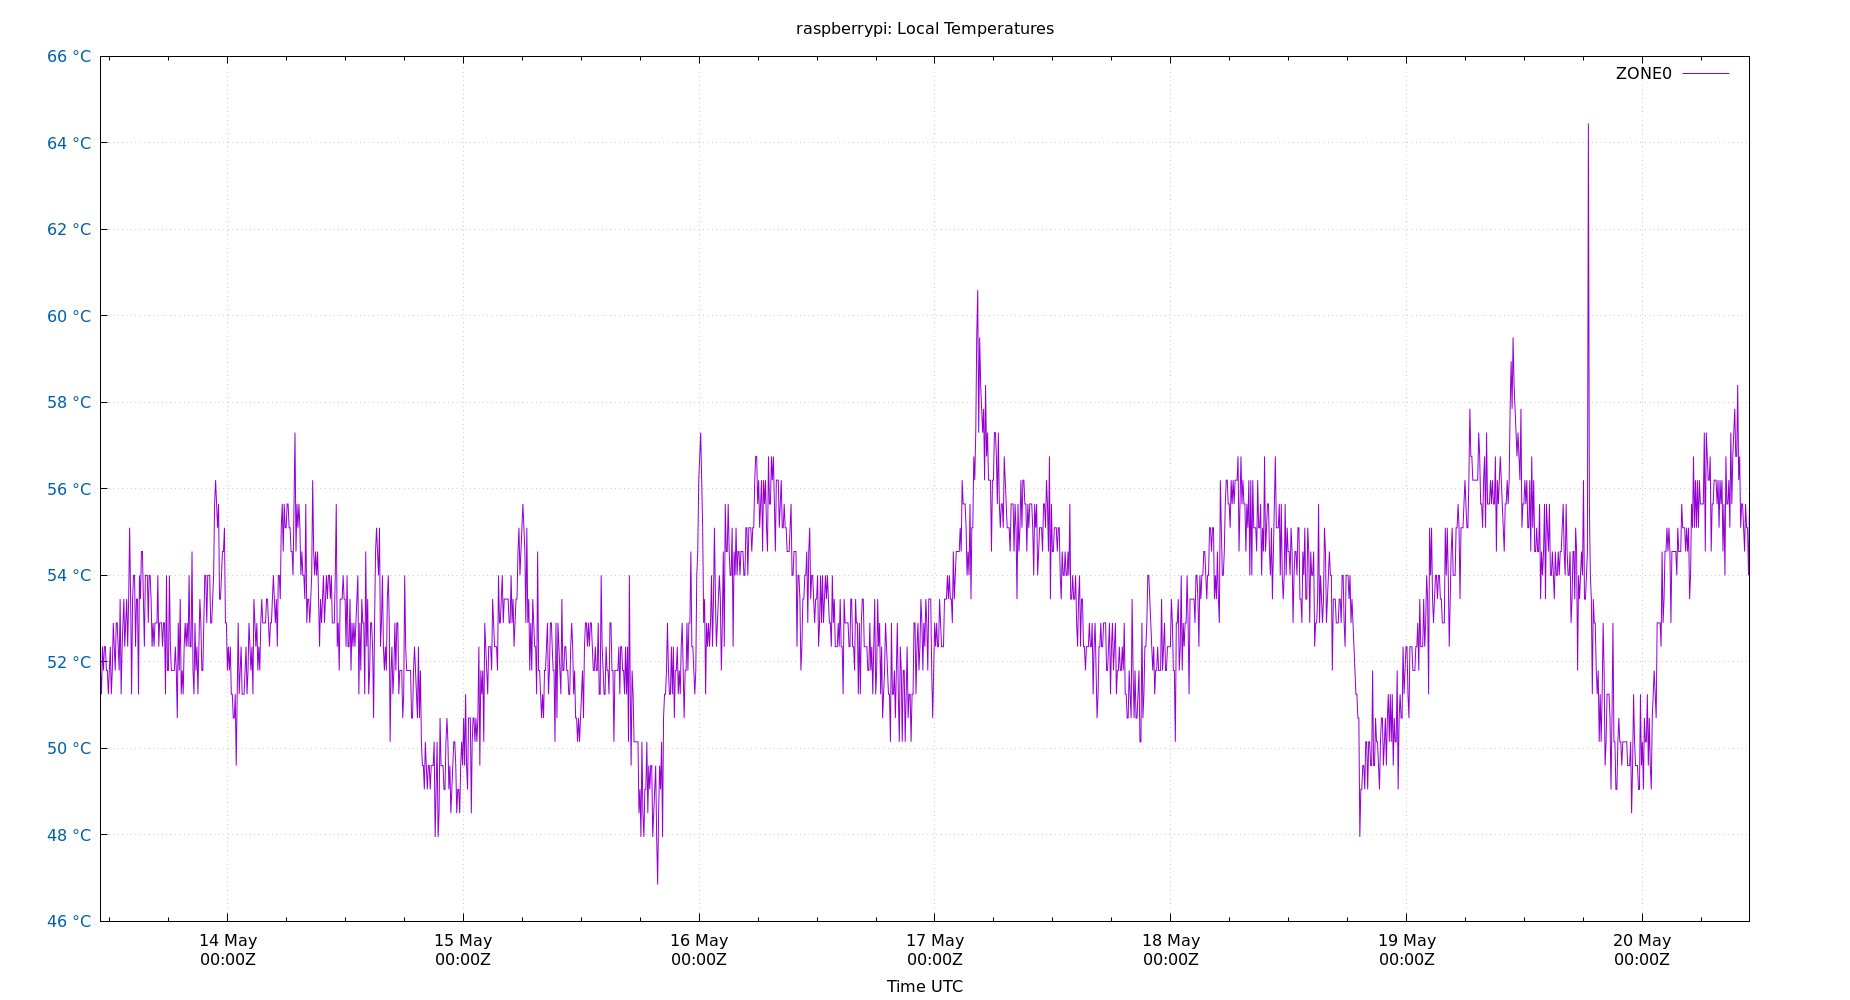 raspberrypi: Local Temperatures
66 °C
ZONE0
64 °C
62 °C
60 °C
58 °C
56 °C
54 °C
52 °C
50 °C
48 °C
46 °C
14 May 15 May 16 May 17 May 18 May 19 May 20 May
00:00Z 00:00Z 00:00Z 00:00Z 00:00Z 00:00Z 00:00Z
Time UTC